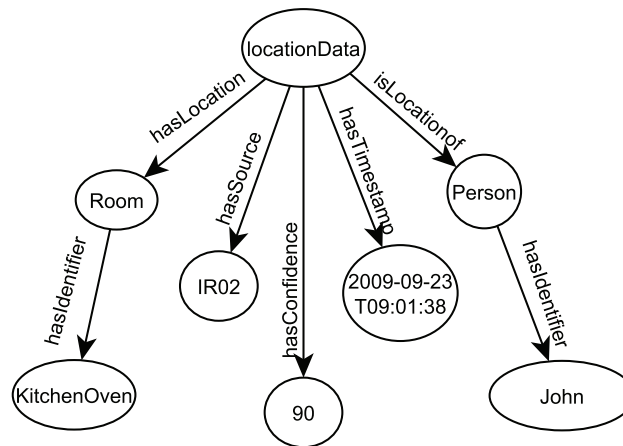 locationData
hasLocation
hasSource
hasConfidence
hasTimestamp
isLocationof
Room
Person
IR02
2009-09-23
T09:01:38
hasIdentifier
hasIdentifier
KitchenOven
90
John